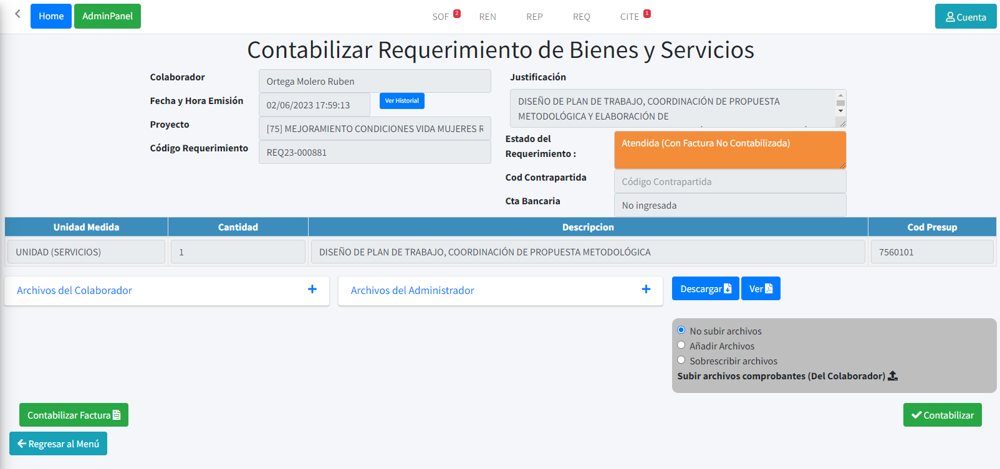 Home
AdminPanel
SOF 2
REN
REP
REQ
CITE 1
Cuenta
Contabilizar Requerimiento de Bienes y Servicios
Colaborador
Ortega Molero Ruben
Fecha y Hora Emisión
02/06/2023 17:59:13
Ver Historial
Proyecto
[75] MEJORAMIENTO CONDICIONES VIDA MUJERES R
Código Requerimiento
REQ23-000881
Justificación
DISEÑO DE PLAN DE TRABAJO, COORDINACIÓN DE PROPUESTA
METODOLÓGICA Y ELABORACIÓN DE
Estado del
Requerimiento :
Atendida (Con Factura No Contabilizada)
Cod Contrapartida
Código Contrapartida
Cta Bancaria
No ingresada
Unidad Medida
Cantidad
Descripcion
Cod Presup
UNIDAD (SERVICIOS)
1
DISEÑO DE PLAN DE TRABAJO, COORDINACIÓN DE PROPUESTA METODOLÓGICA
7560101
Archivos del Colaborador
Archivos del Administrador
Descargar
Ver
No subir archivos
Añadir Archivos
Sobrescribir archivos
Subir archivos comprobantes (Del Colaborador)
Contabilizar Factura
Contabilizar
Regresar al Menú